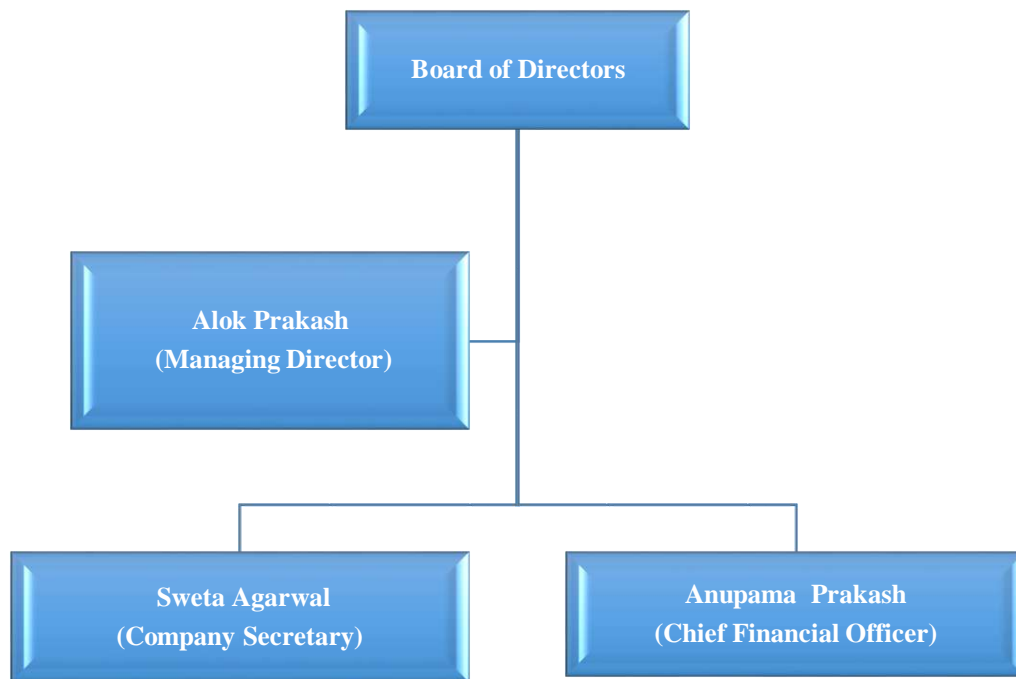 Board of Directors
Alok Prakash
(Managing Director)
Sweta Agarwal
(Company Secretary)
Anupama Prakash
(Chief Financial Officer)